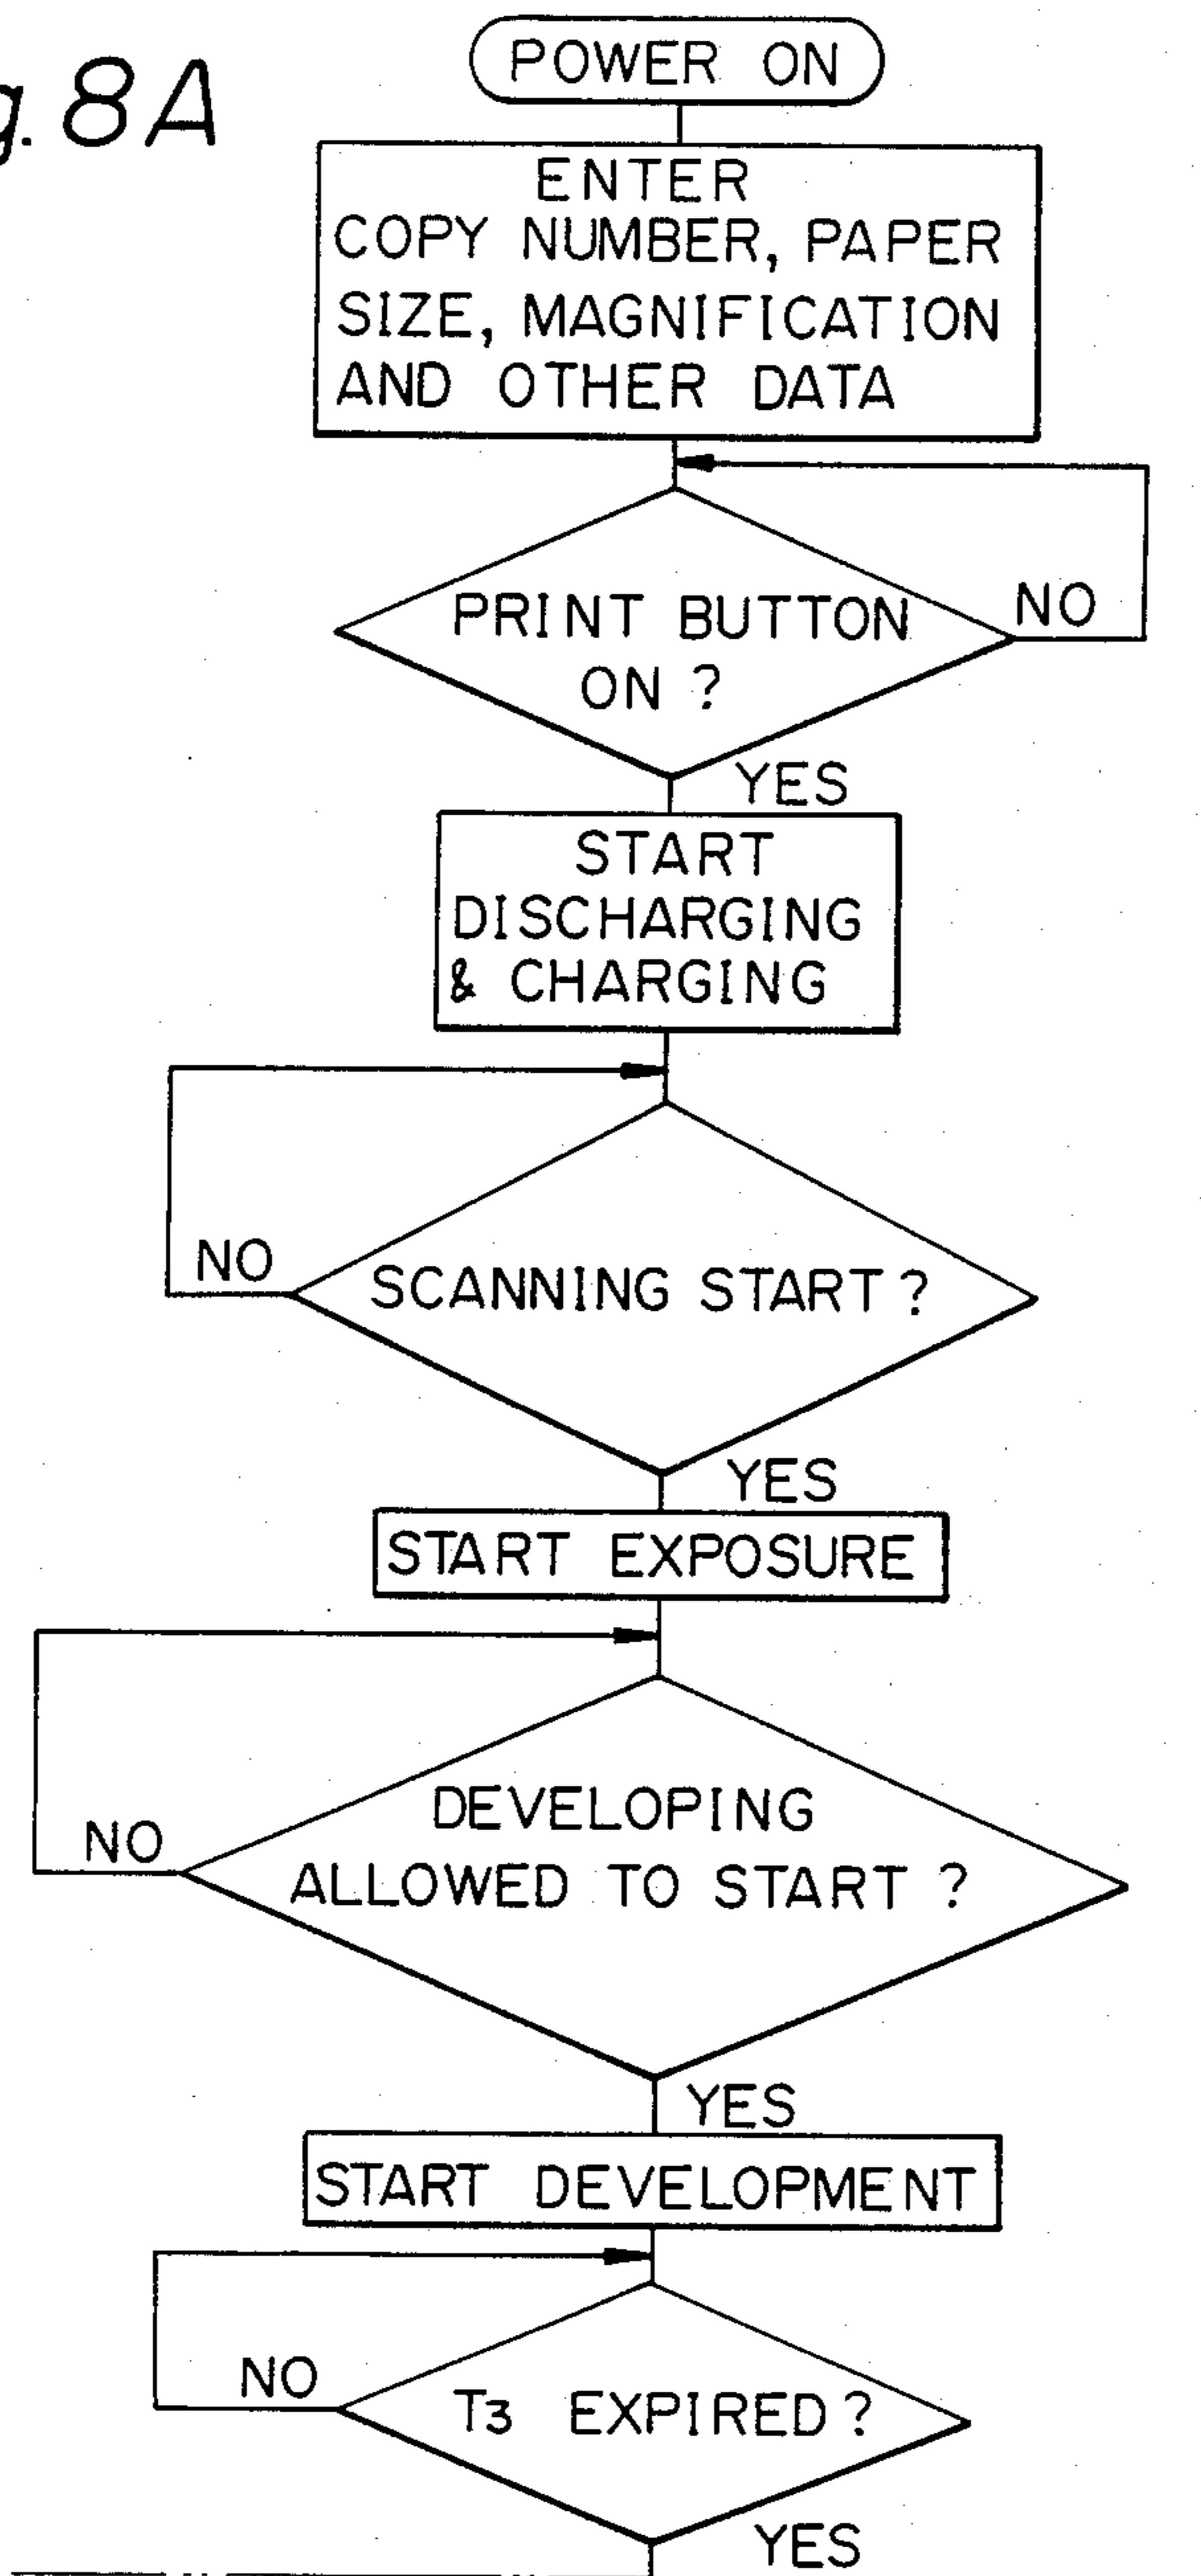 g. 8A
POWER ON
ENTER
COPY NUMBER, PAPER
SIZE, MAGNIFICATION
AND OTHER DATA
PRINT BUTTON
ON ?
NO
YES
START
DISCHARGING
& CHARGING
NO
SCANNING START ?
YES
START EXPOSURE
DEVELOPING
NO
ALLOWED TO START ?
YES
START DEVELOPMENT
NO
T3 EXPIRED ?
YES